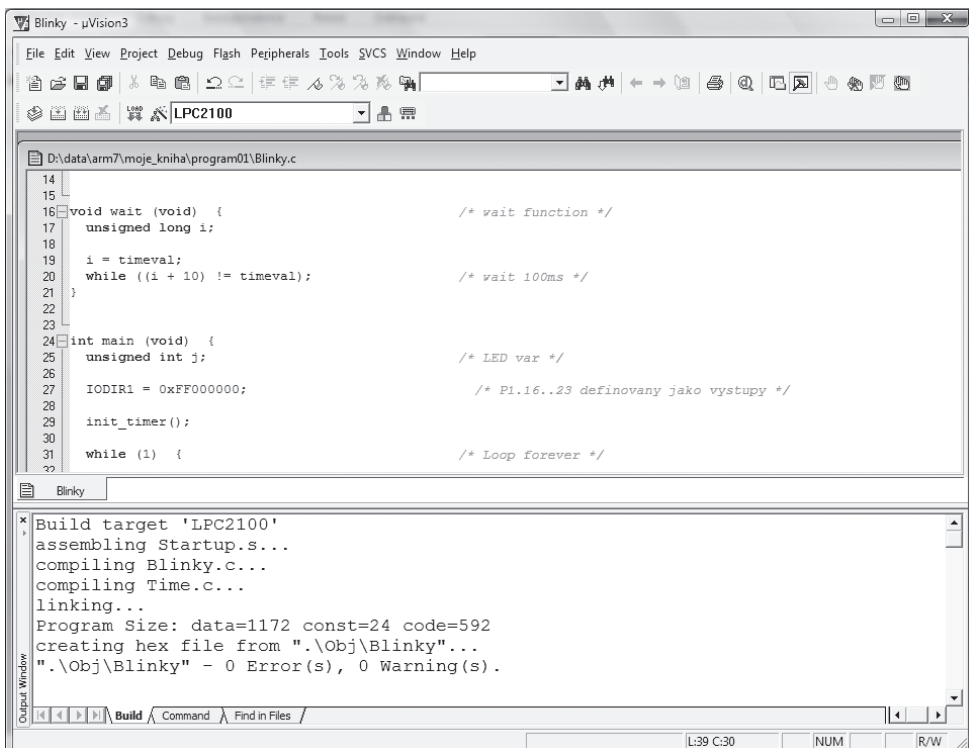 Blinky - µVision3
File Edit View Project Debug Flash Peripherals Tools SVCS Window Help
LOAD
LPC2100
D:\data\arm7\moje_kniha\program01\Blinky.c
14
15
16 void wait (void) { /* wait function */
17 unsigned long i;
18
19 i = timeval;
20 while ((i + 10) != timeval); /* wait 100ms */
21 }
22
23
24 int main (void) {
25 unsigned int j; /* LED var */
26
27 IODIR1 = 0xFF000000; /* P1.16..23 definovany jako vystupy */
28
29 init_timer();
30
31 while (1) { /* Loop forever */
32
Blinky
Build target 'LPC2100'
assembling Startup.s...
compiling Blinky.c...
compiling Time.c...
linking...
Program Size: data=1172 const=24 code=592
creating hex file from ".\Obj\Blinky"...
".\Obj\Blinky" - 0 Error(s), 0 Warning(s).
Output Window
Build Command Find in Files
L:39 C:30 NUM R/W